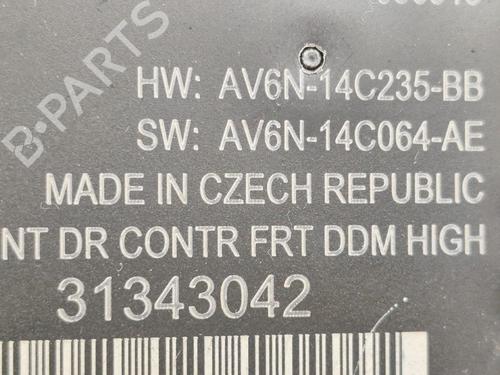 B-PARTS
HW: AV6N-14C235-BB
SW: AV6N-14C064-AE
MADE IN CZECH REPUBLIC
NT DR CONTR FRT DDM HIGH
31343042